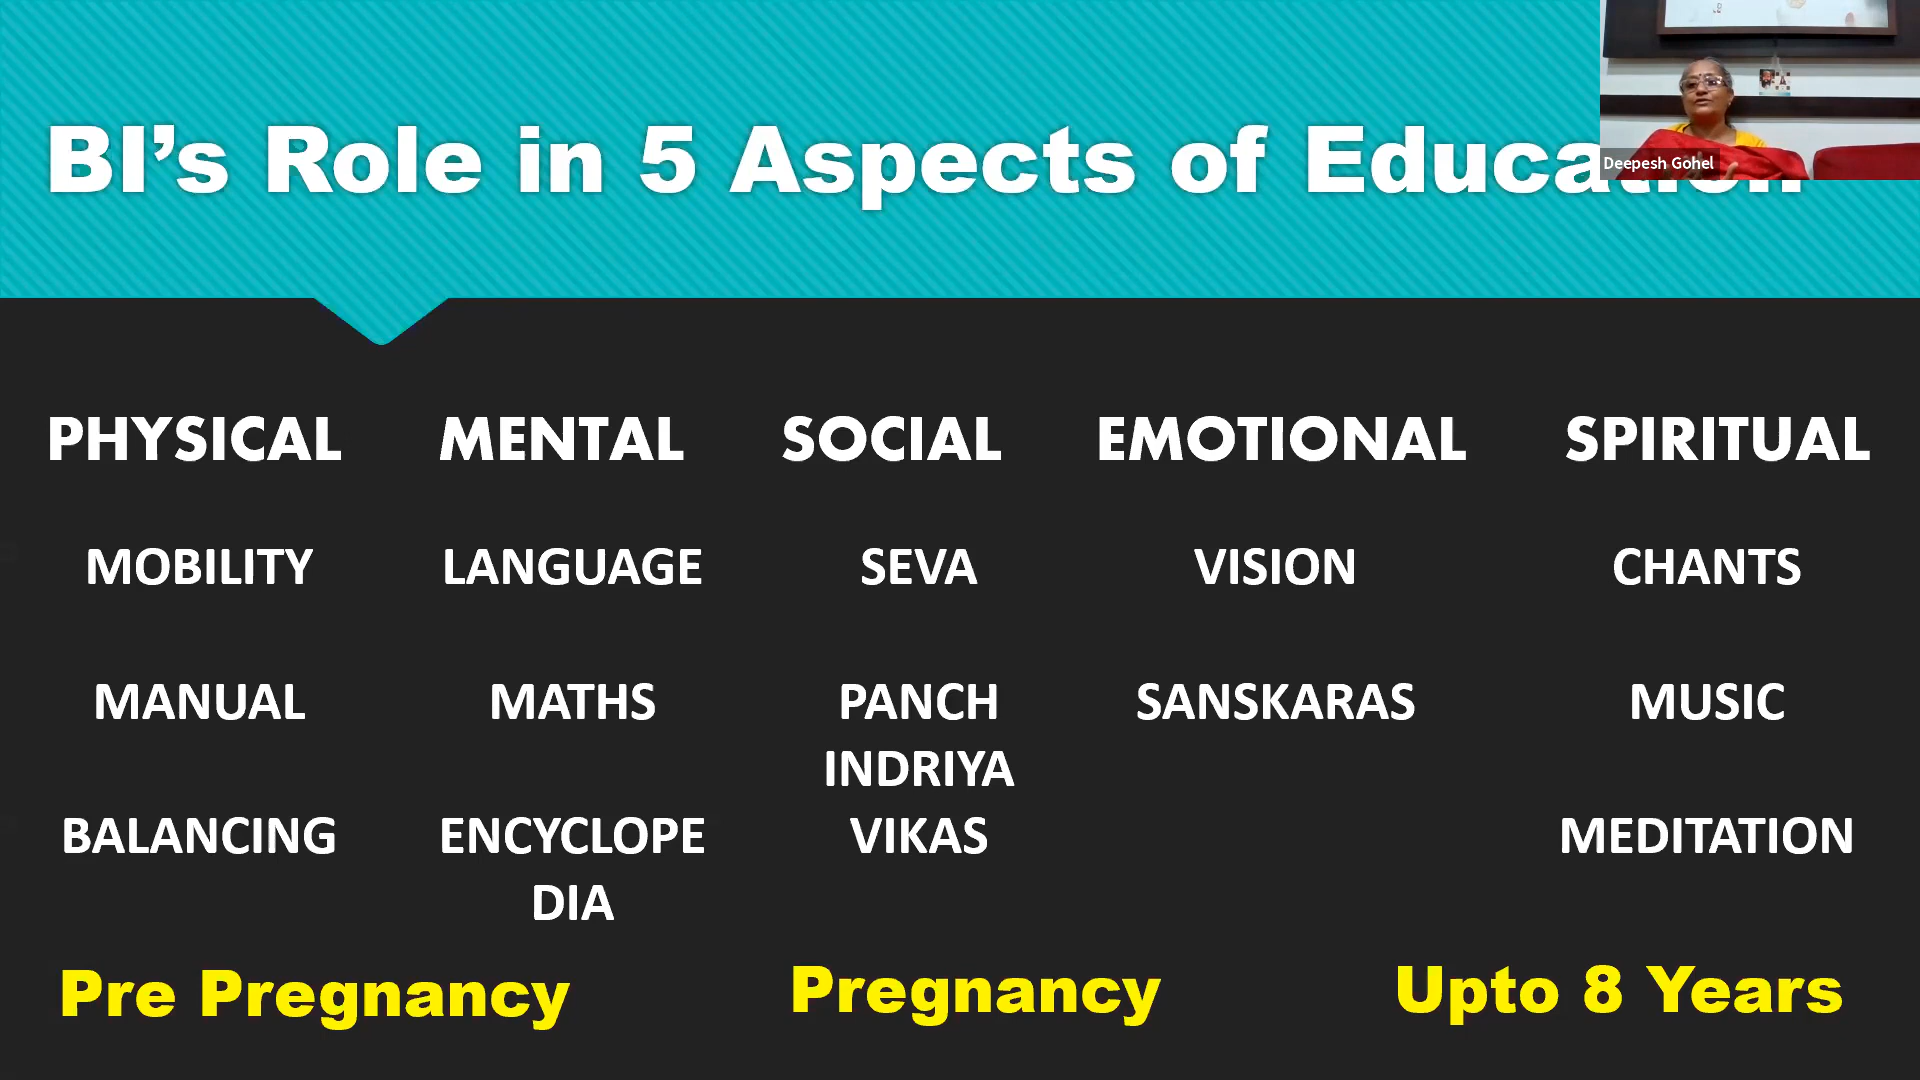 BI's Role in 5 Aspects of Education
Deepesh Gohel
PHYSICAL MENTAL SOCIAL EMOTIONAL SPIRITUAL
MOBILITY LANGUAGE SEVA VISION CHANTS
MANUAL MATHS PANCH SANSKARAS MUSIC
INDRIYA
BALANCING ENCYCLOPE VIKAS MEDITATION
DIA
Pre Pregnancy Pregnancy Upto 8 Years